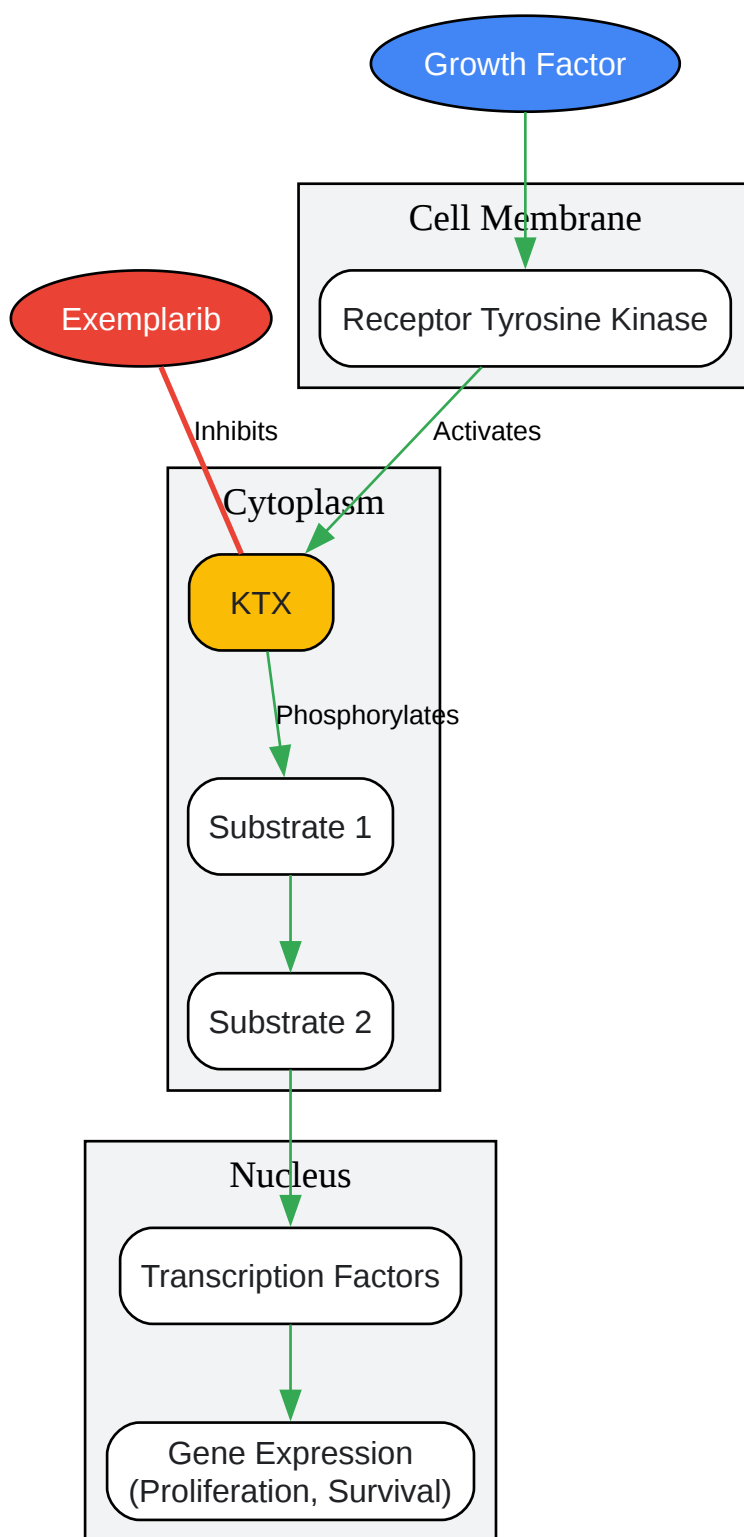 Growth Factor
Cell Membrane
Receptor Tyrosine Kinase
Exemplarib
Inhibits
Activates
Cytoplasm
KTX
Phosphorylates
Substrate 1
Substrate 2
Nucleus
Transcription Factors
Gene Expression
(Proliferation, Survival)